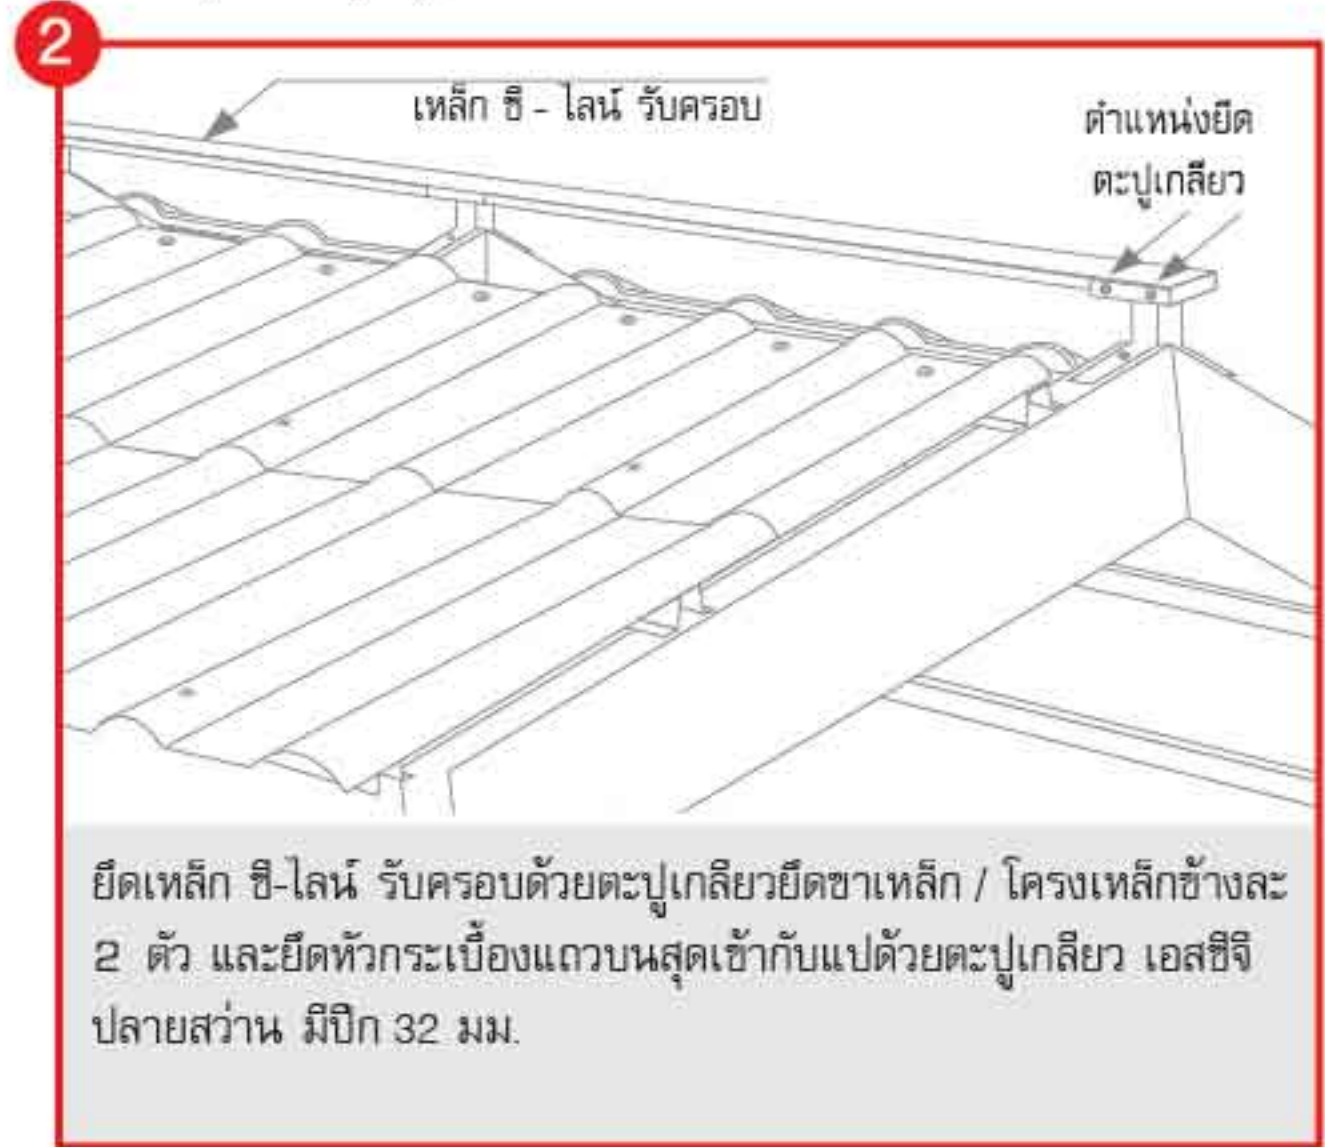 2
เหล็ก ซี - ไลน์ รับครอบ
ตำแหน่งยึด
ตะปูเกลียว
ยึดเหล็ก ซี-ไลน์ รับครอบด้วยตะปูเกลียวยึดขาเหล็ก / โครงเหล็กข้างละ
2 ตัว และยึดหัวกระเบื้องแถวบนสุดเข้ากับแปด้วยตะปูเกลียว เอสซีจี
ปลายสว่าน มีปีก 32 มม.